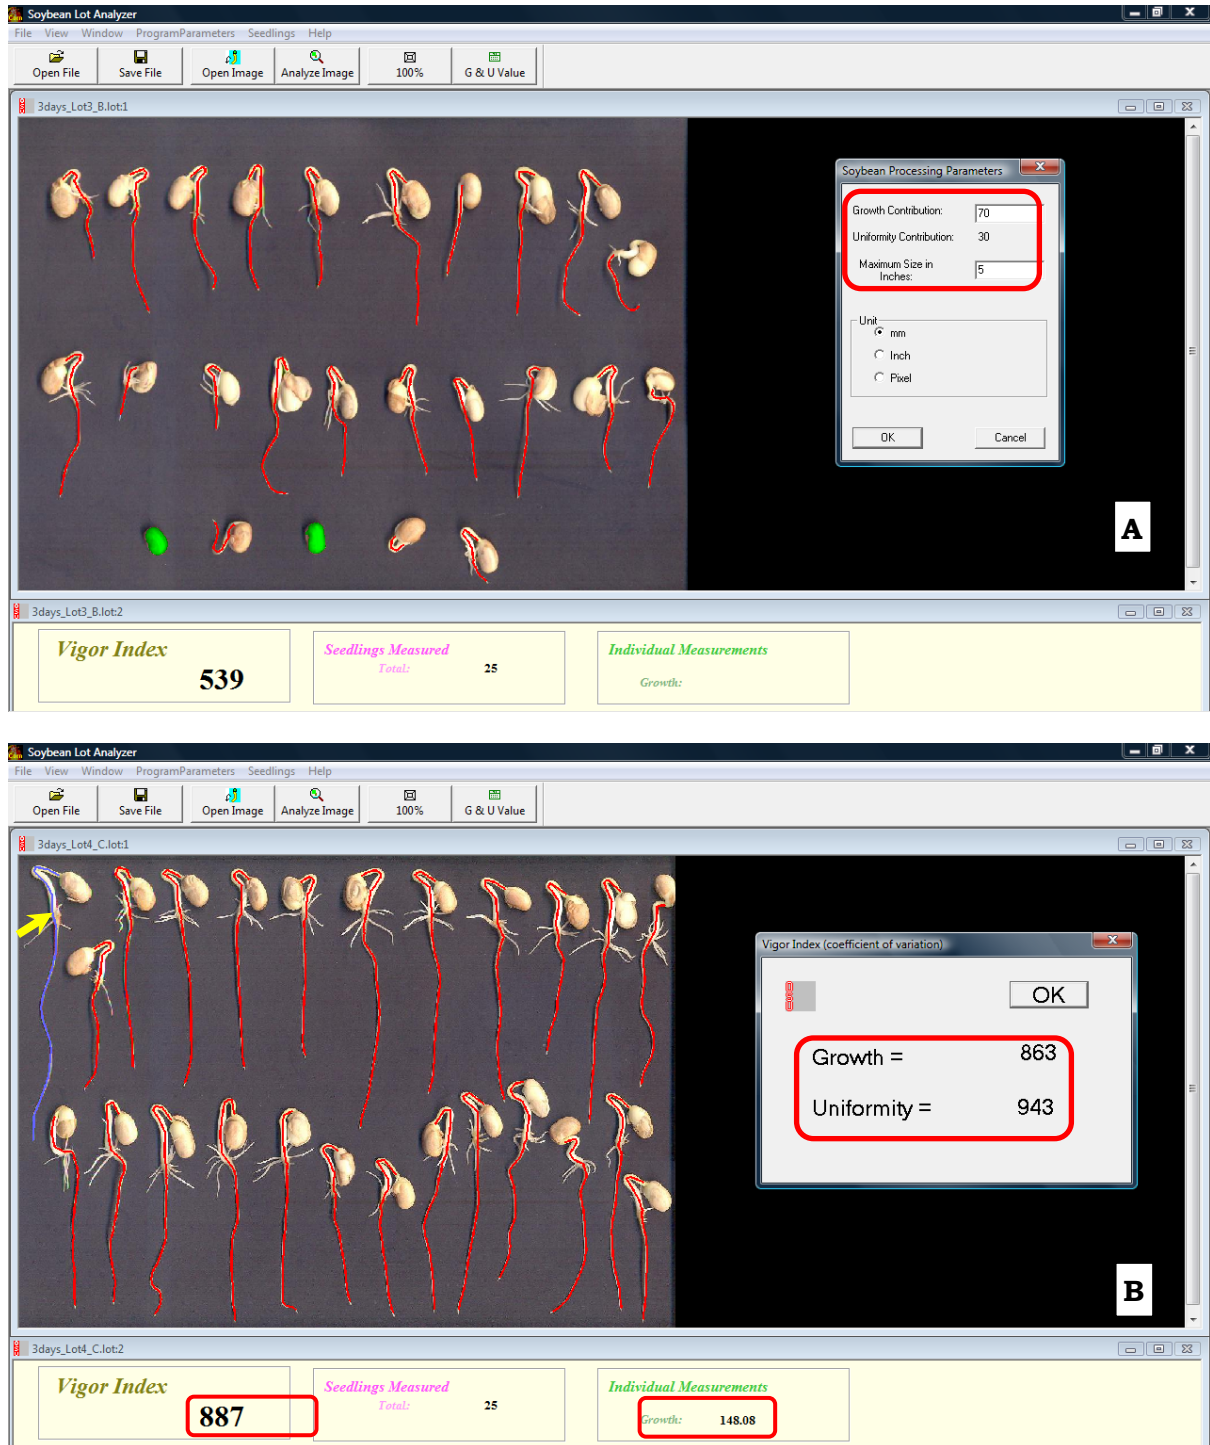 Soybean Lot Analyzer
File View Window ProgramParameters Seedlings Help
Open File Save File Open Image Analyze Image 100% G & U Value
3days_Lot3_B.lot:1
Soybean Processing Parameters
Growth Contribution: 70
Uniformity Contribution: 30
Maximum Size in
Inches: 5
Unit
mm
Inch
Pixel
OK Cancel
A
3days_Lot3_B.lot:2
Vigor Index
539
Seedlings Measured
Total: 25
Individual Measurements
Growth:
Soybean Lot Analyzer
File View Window ProgramParameters Seedlings Help
Open File Save File Open Image Analyze Image 100% G & U Value
3days_Lot4_C.lot:1
Vigor Index (coefficient of variation)
OK
Growth = 863
Uniformity = 943
B
3days_Lot4_C.lot:2
Vigor Index
887
Seedlings Measured
Total: 25
Individual Measurements
Growth: 148.08